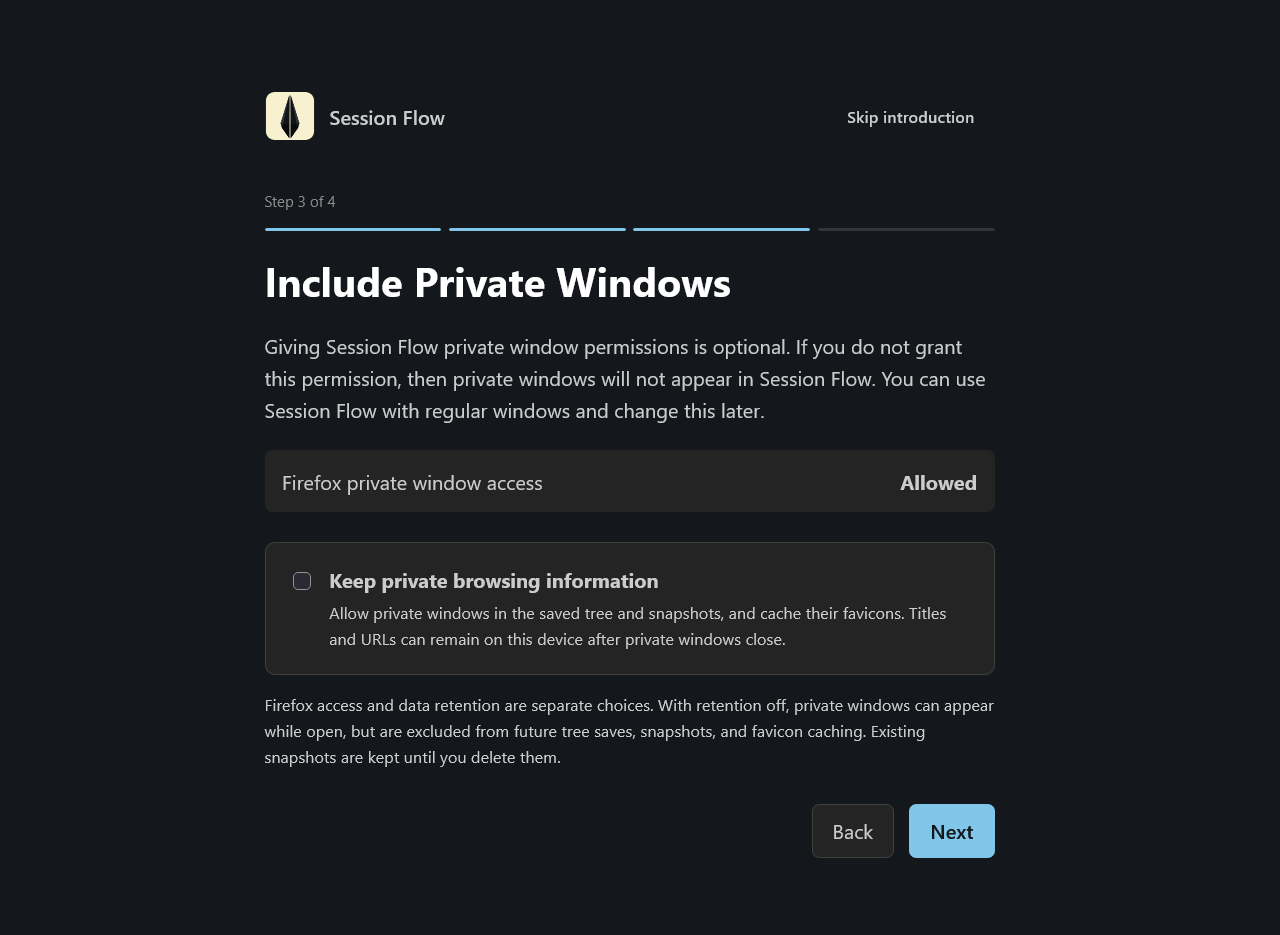 Session Flow
Skip introduction
Step 3 of 4
Include Private Windows
Giving Session Flow private window permissions is optional. If you do not grant
this permission, then private windows will not appear in Session Flow. You can use
Session Flow with regular windows and change this later.
Firefox private window access
Allowed
Keep private browsing information
Allow private windows in the saved tree and snapshots, and cache their favicons. Titles
and URLs can remain on this device after private windows close.
Firefox access and data retention are separate choices. With retention off, private windows can appear
while open, but are excluded from future tree saves, snapshots, and favicon caching. Existing
snapshots are kept until you delete them.
Back
Next